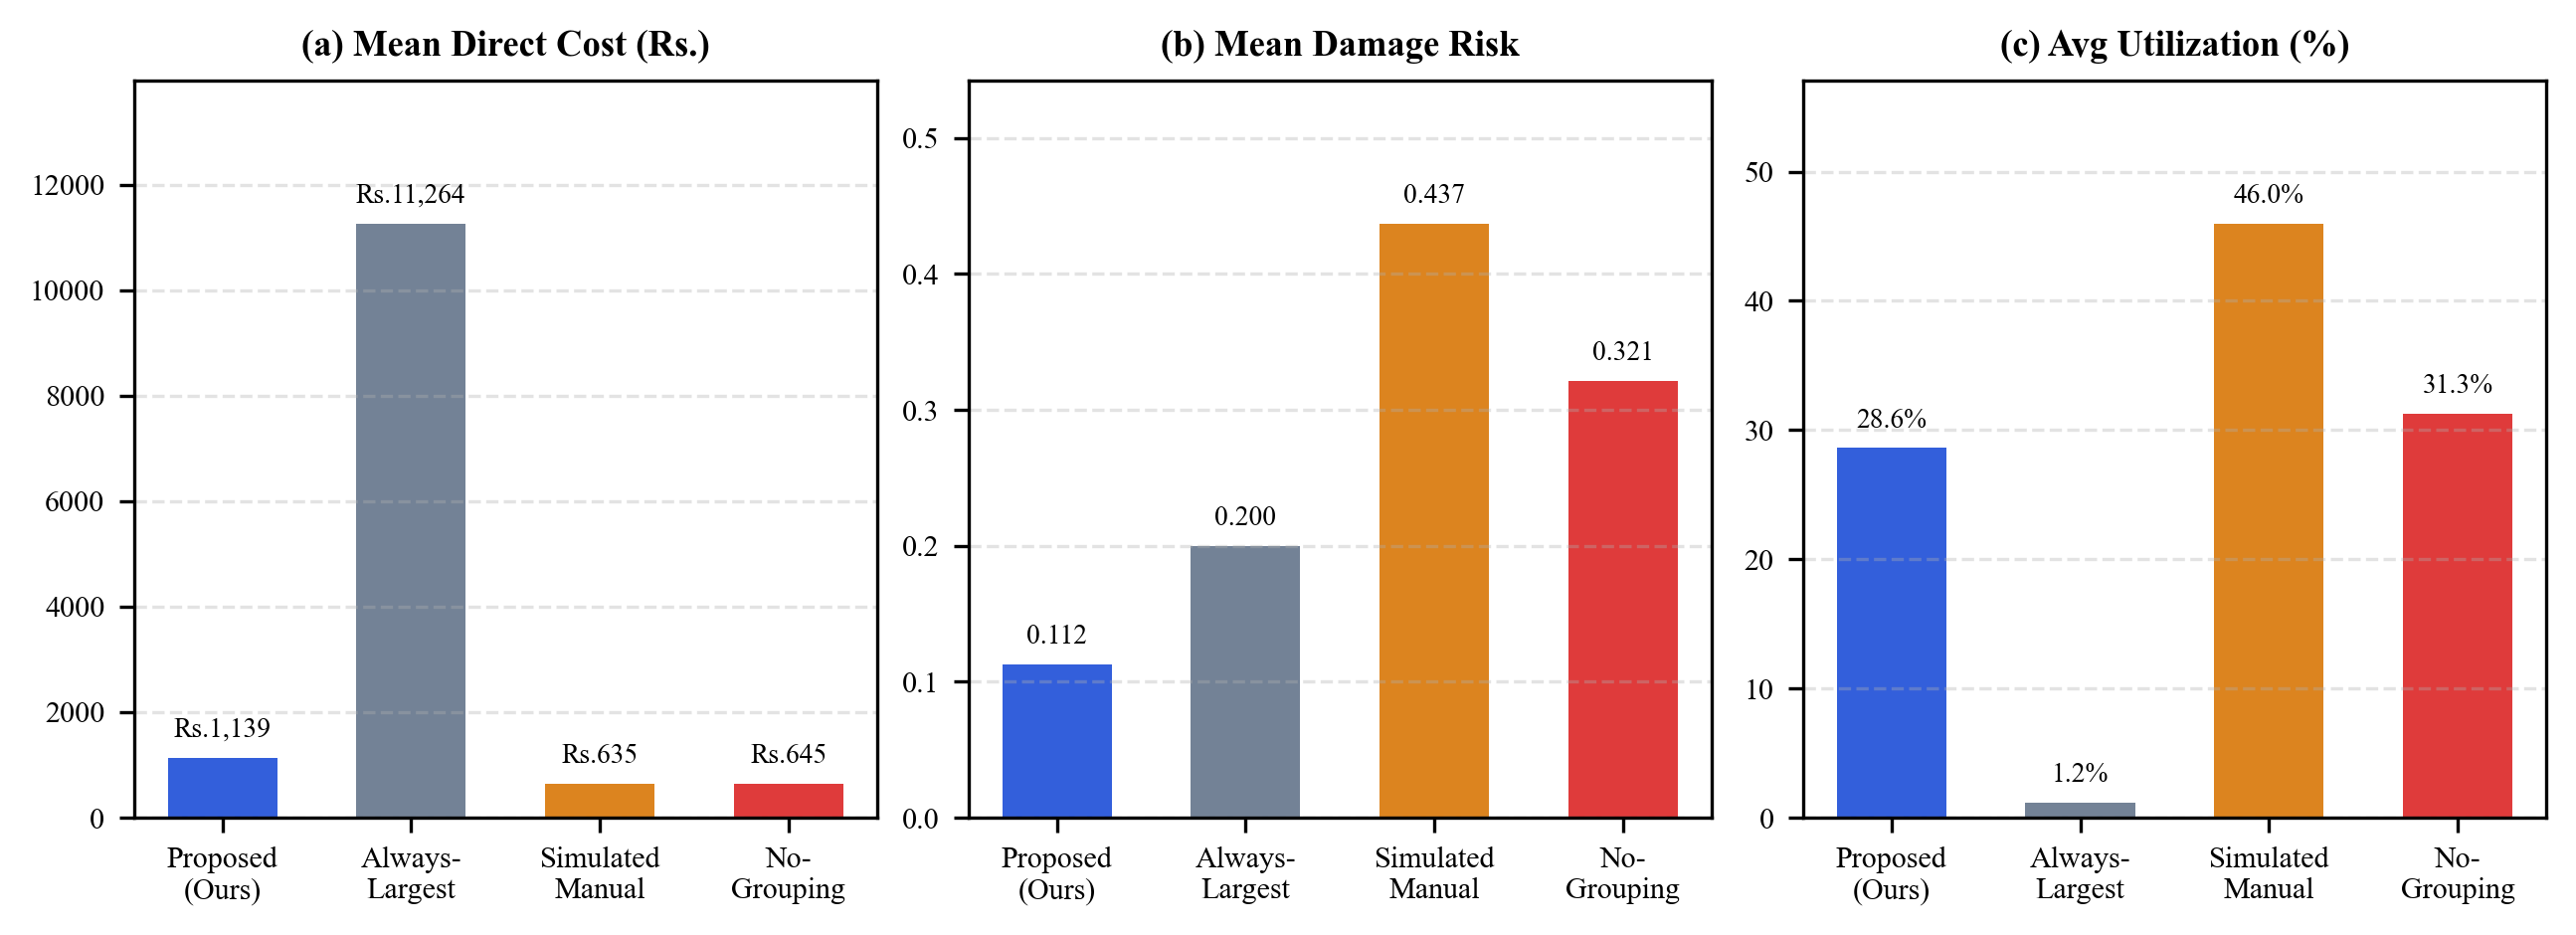 (a) Mean Direct Cost (Rs.)
12000
10000
8000
6000
4000
2000
0
Rs.1,139
Rs.11,264
Rs.635
Rs.645
Proposed
(Ours)
Always-
Largest
Simulated
Manual
No-
Grouping
(b) Mean Damage Risk
0.5
0.4
0.3
0.2
0.1
0.0
0.112
0.200
0.437
0.321
Proposed
(Ours)
Always-
Largest
Simulated
Manual
No-
Grouping
(c) Avg Utilization (%)
50
40
30
20
10
0
28.6%
1.2%
46.0%
31.3%
Proposed
(Ours)
Always-
Largest
Simulated
Manual
No-
Grouping